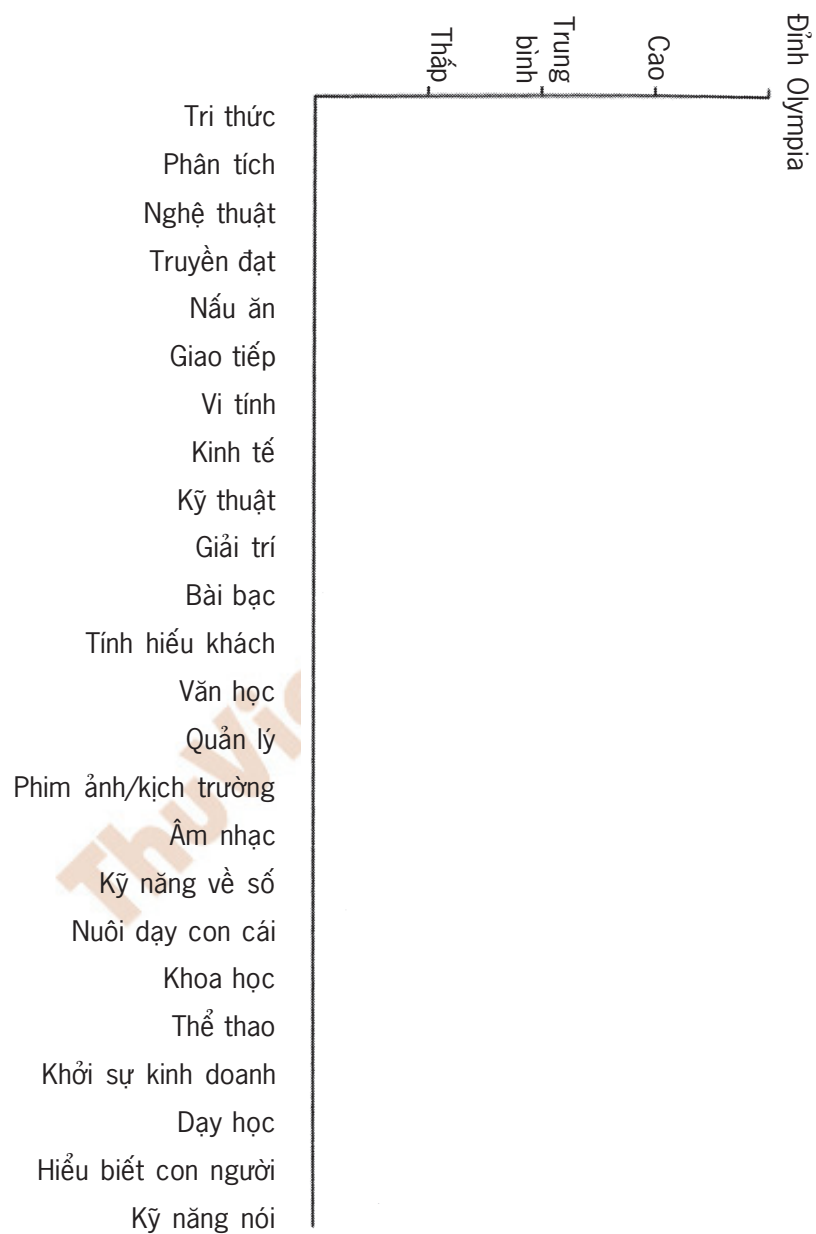 Đỉnh Olympia
Cao
Trung
bình
Thấp
Tri thức
Phân tích
Nghệ thuật
Truyền đạt
Nấu ăn
Giao tiếp
Vi tính
Kinh tế
Kỹ thuật
Giải trí
Bài bạc
Tính hiếu khách
Văn học
Quản lý
Phim ảnh/kịch trường
Âm nhạc
Kỹ năng về số
Nuôi dạy con cái
Khoa học
Thể thao
Khởi sự kinh doanh
Dạy học
Hiểu biết con người
Kỹ năng nói
ThuVie